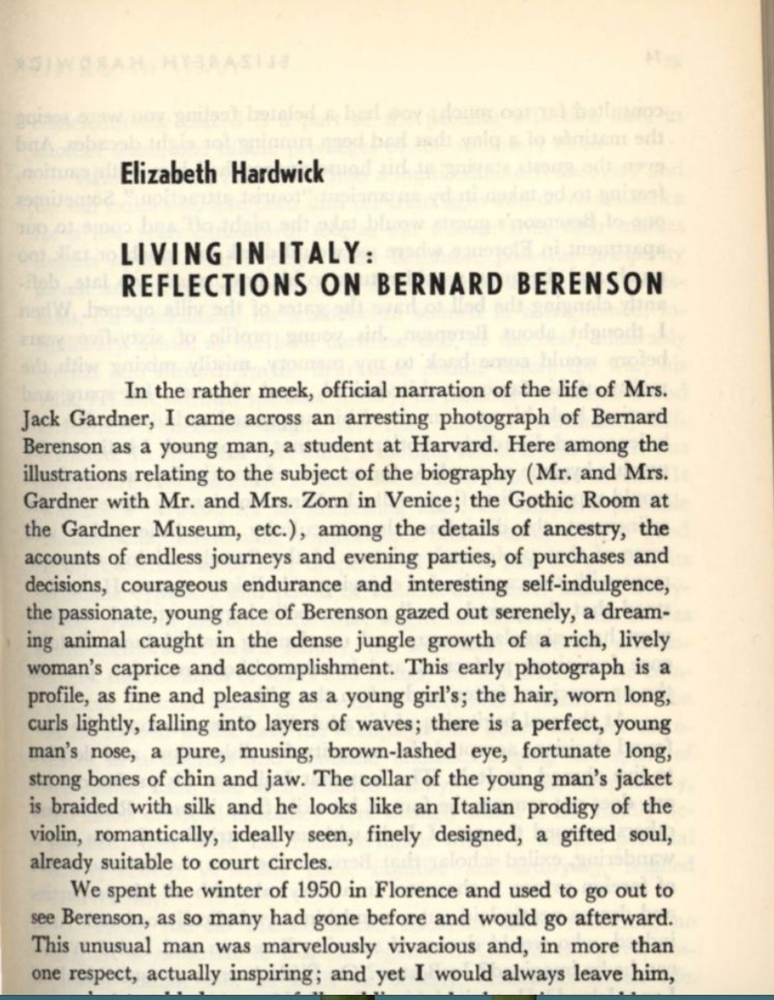 Elizabeth Hardwick
LIVING IN ITALY:
REFLECTIONS ON BERNARD BERENSON
In the rather meek, official narration of the life of Mrs.
Jack Gardner, I came across an arresting photograph of Bernard
Berenson as a young man, a student at Harvard. Here among the
illustrations relating to the subject of the biography (Mr. and Mrs.
Gardner with Mr. and Mrs. Zorn in Venice; the Gothic Room at
the Gardner Museum, etc.), among the details of ancestry, the
accounts of endless journeys and evening parties, of purchases and
decisions, courageous endurance and interesting self-indulgence,
the passionate, young face of Berenson gazed out serenely, a dream-
ing animal caught in the dense jungle growth of a rich, lively
woman's caprice and accomplishment. This early photograph is a
profile, as fine and pleasing as a young girl's; the hair, worn long,
curls lightly, falling into layers of waves; there is a perfect, young
man's nose, a pure, musing, brown-lashed eye, fortunate long,
strong bones of chin and jaw. The collar of the young man's jacket
is braided with silk and he looks like an Italian prodigy of the
violin, romantically, ideally seen, finely designed, a gifted soul,
already suitable to court circles.
We spent the winter of 1950 in Florence and used to go out to
see Berenson, as so many had gone before and would go afterward.
This unusual man was marvelously vivacious and, in more than
one respect, actually inspiring; and yet I would always leave him,